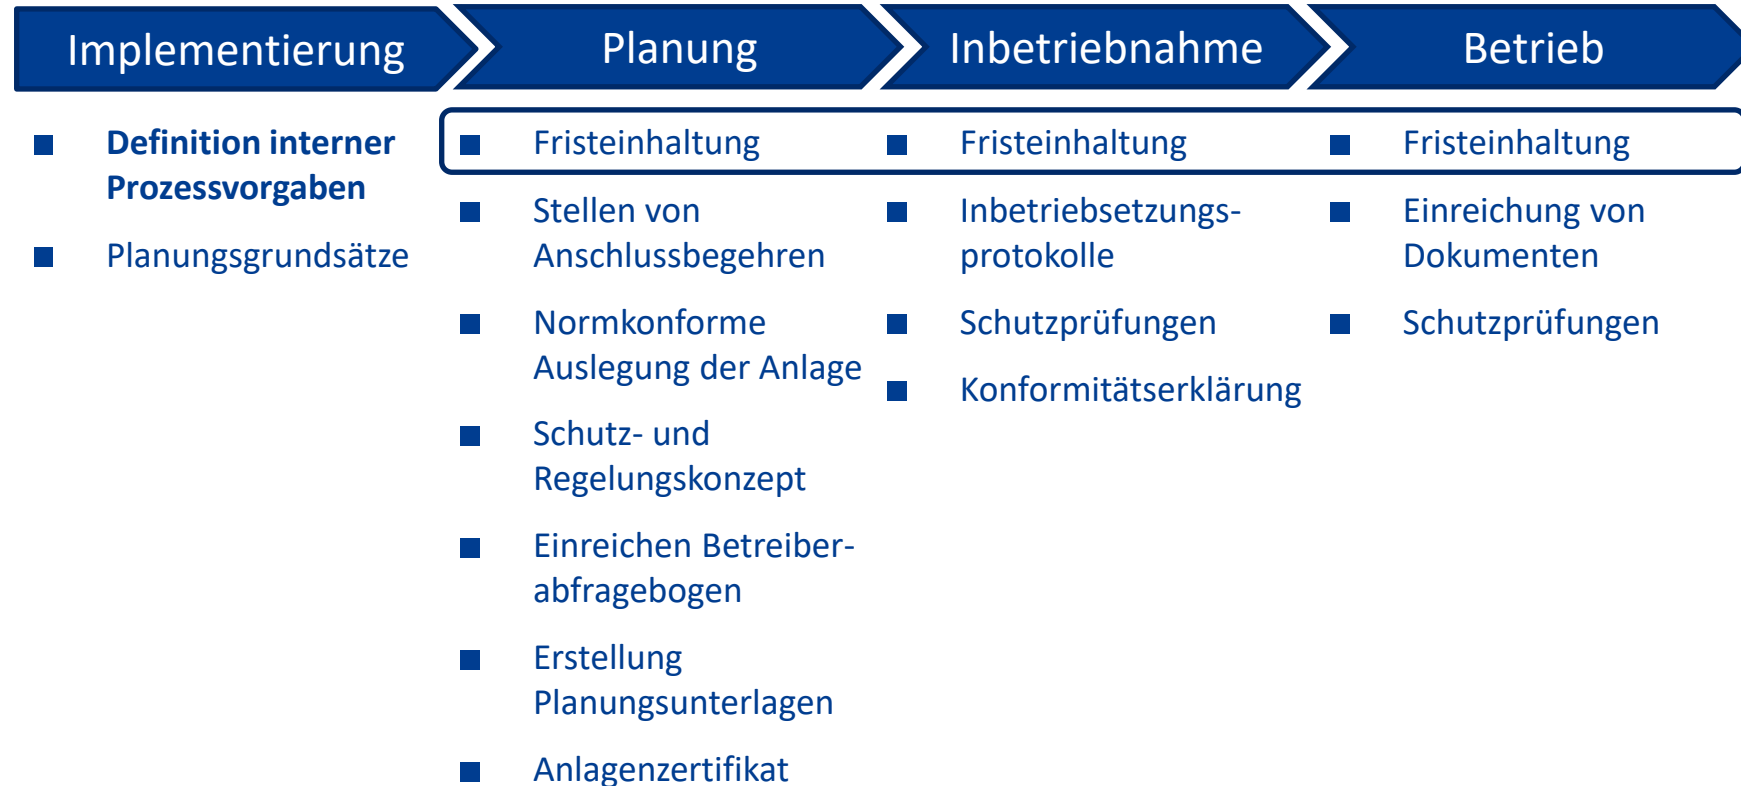 Implementierung
Planung
Inbetriebnahme
Betrieb
Definition interner
Prozessvorgaben
Planungsgrundsätze
Fristeinhaltung
Stellen von
Anschlussbegehren
Normkonforme
Auslegung der Anlage
Schutz- und
Regelungskonzept
Einreichen Betreiber-
abfragebogen
Erstellung
Planungsunterlagen
Anlagenzertifikat
Fristeinhaltung
Inbetriebsetzungs-
protokolle
Schutzprüfungen
Konformitätserklärung
Fristeinhaltung
Einreichung von
Dokumenten
Schutzprüfungen